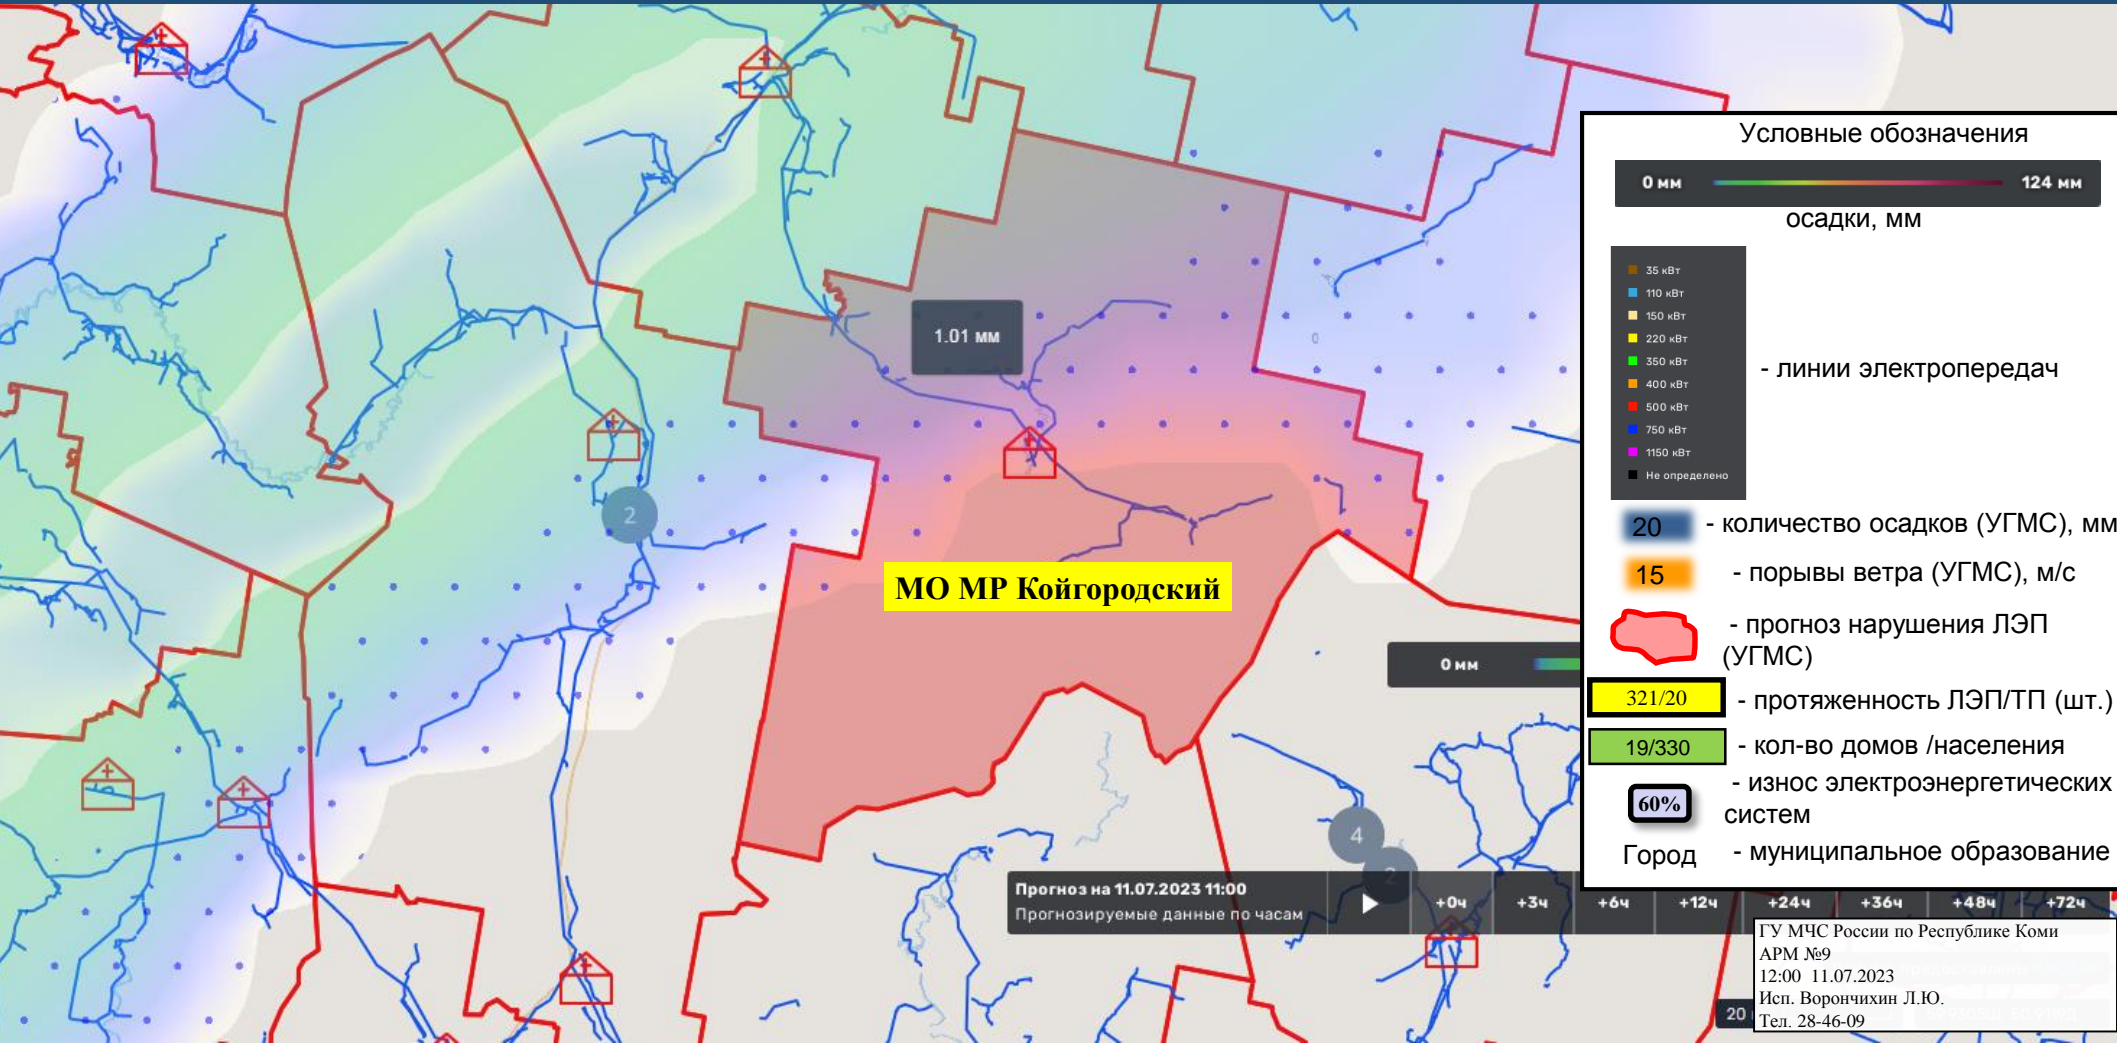 Условные обозначения
0 мм
124 мм
осадки, мм
35 кВт
110 кВт
150 кВт
220 кВт
350 кВт
400 кВт
500 кВт
750 кВт
1150 кВт
Не определено
- линии электропередач
20
- количество осадков (УГМС), мм
15
- порывы ветра (УГМС), м/с
- прогноз нарушения ЛЭП
(УГМС)
321/20
- протяженность ЛЭП/ТП (шт.)
19/330
- кол-во домов /населения
60%
- износ электроэнергетических
систем
Город
- муниципальное образование
1.01 мм
2
МО МР Койгородский
0 мм
4
2
Прогноз на 11.07.2023 11:00
Прогнозируемые данные по часам
+0ч
+3ч
+6ч
+12ч
+24ч
+36ч
+48ч
+72ч
ГУ МЧС России по Республике Коми
АРМ №9
12:00 11.07.2023
Исп. Ворончихин Л.Ю.
Тел. 28-46-09
20